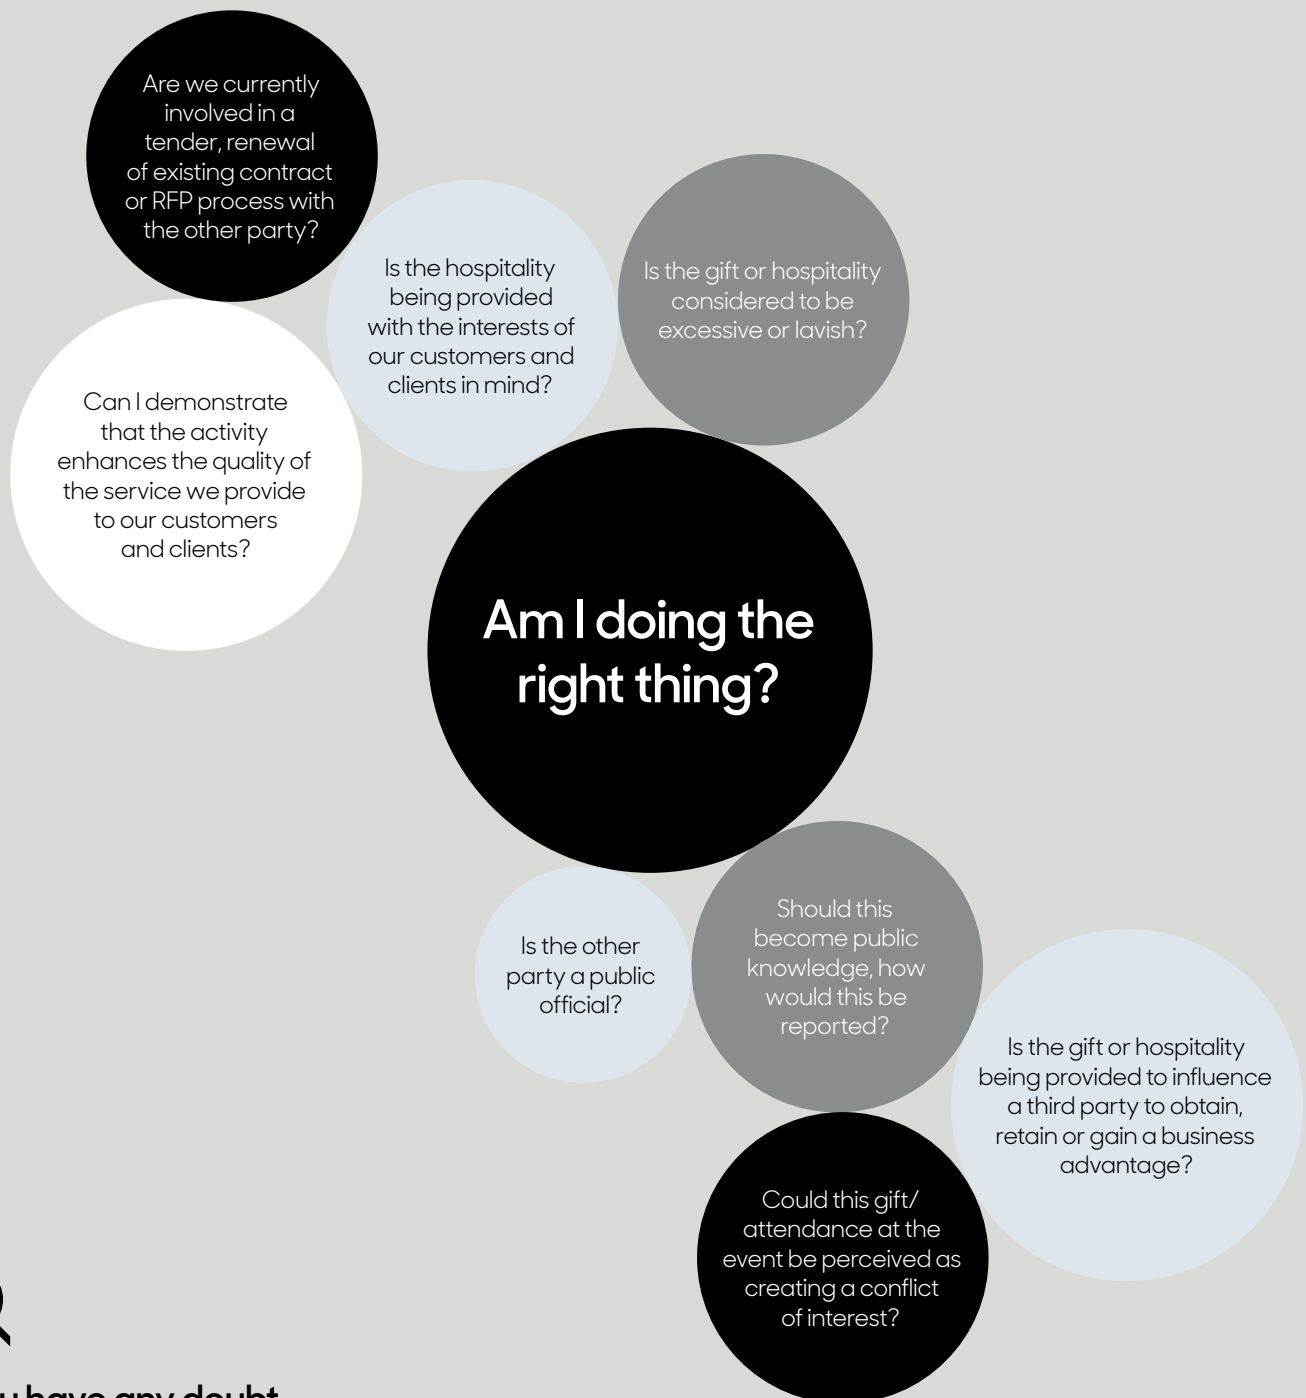 Are we currently
involved in a
tender, renewal
of existing contract
or RFP process with
the other party?
Is the hospitality
being provided
with the interests of
our customers and
clients in mind?
Is the gift or hospitality
considered to be
excessive or lavish?
Can I demonstrate
that the activity
enhances the quality of
the service we provide
to our customers
and clients?
Am I doing the
right thing?
Is the other
party a public
official?
Should this
become public
knowledge, how
would this be
reported?
Is the gift or hospitality
being provided to influence
a third party to obtain,
retain or gain a business
advantage?
Could this gift/
attendance at the
event be perceived as
creating a conflict
of interest?
have any doubt